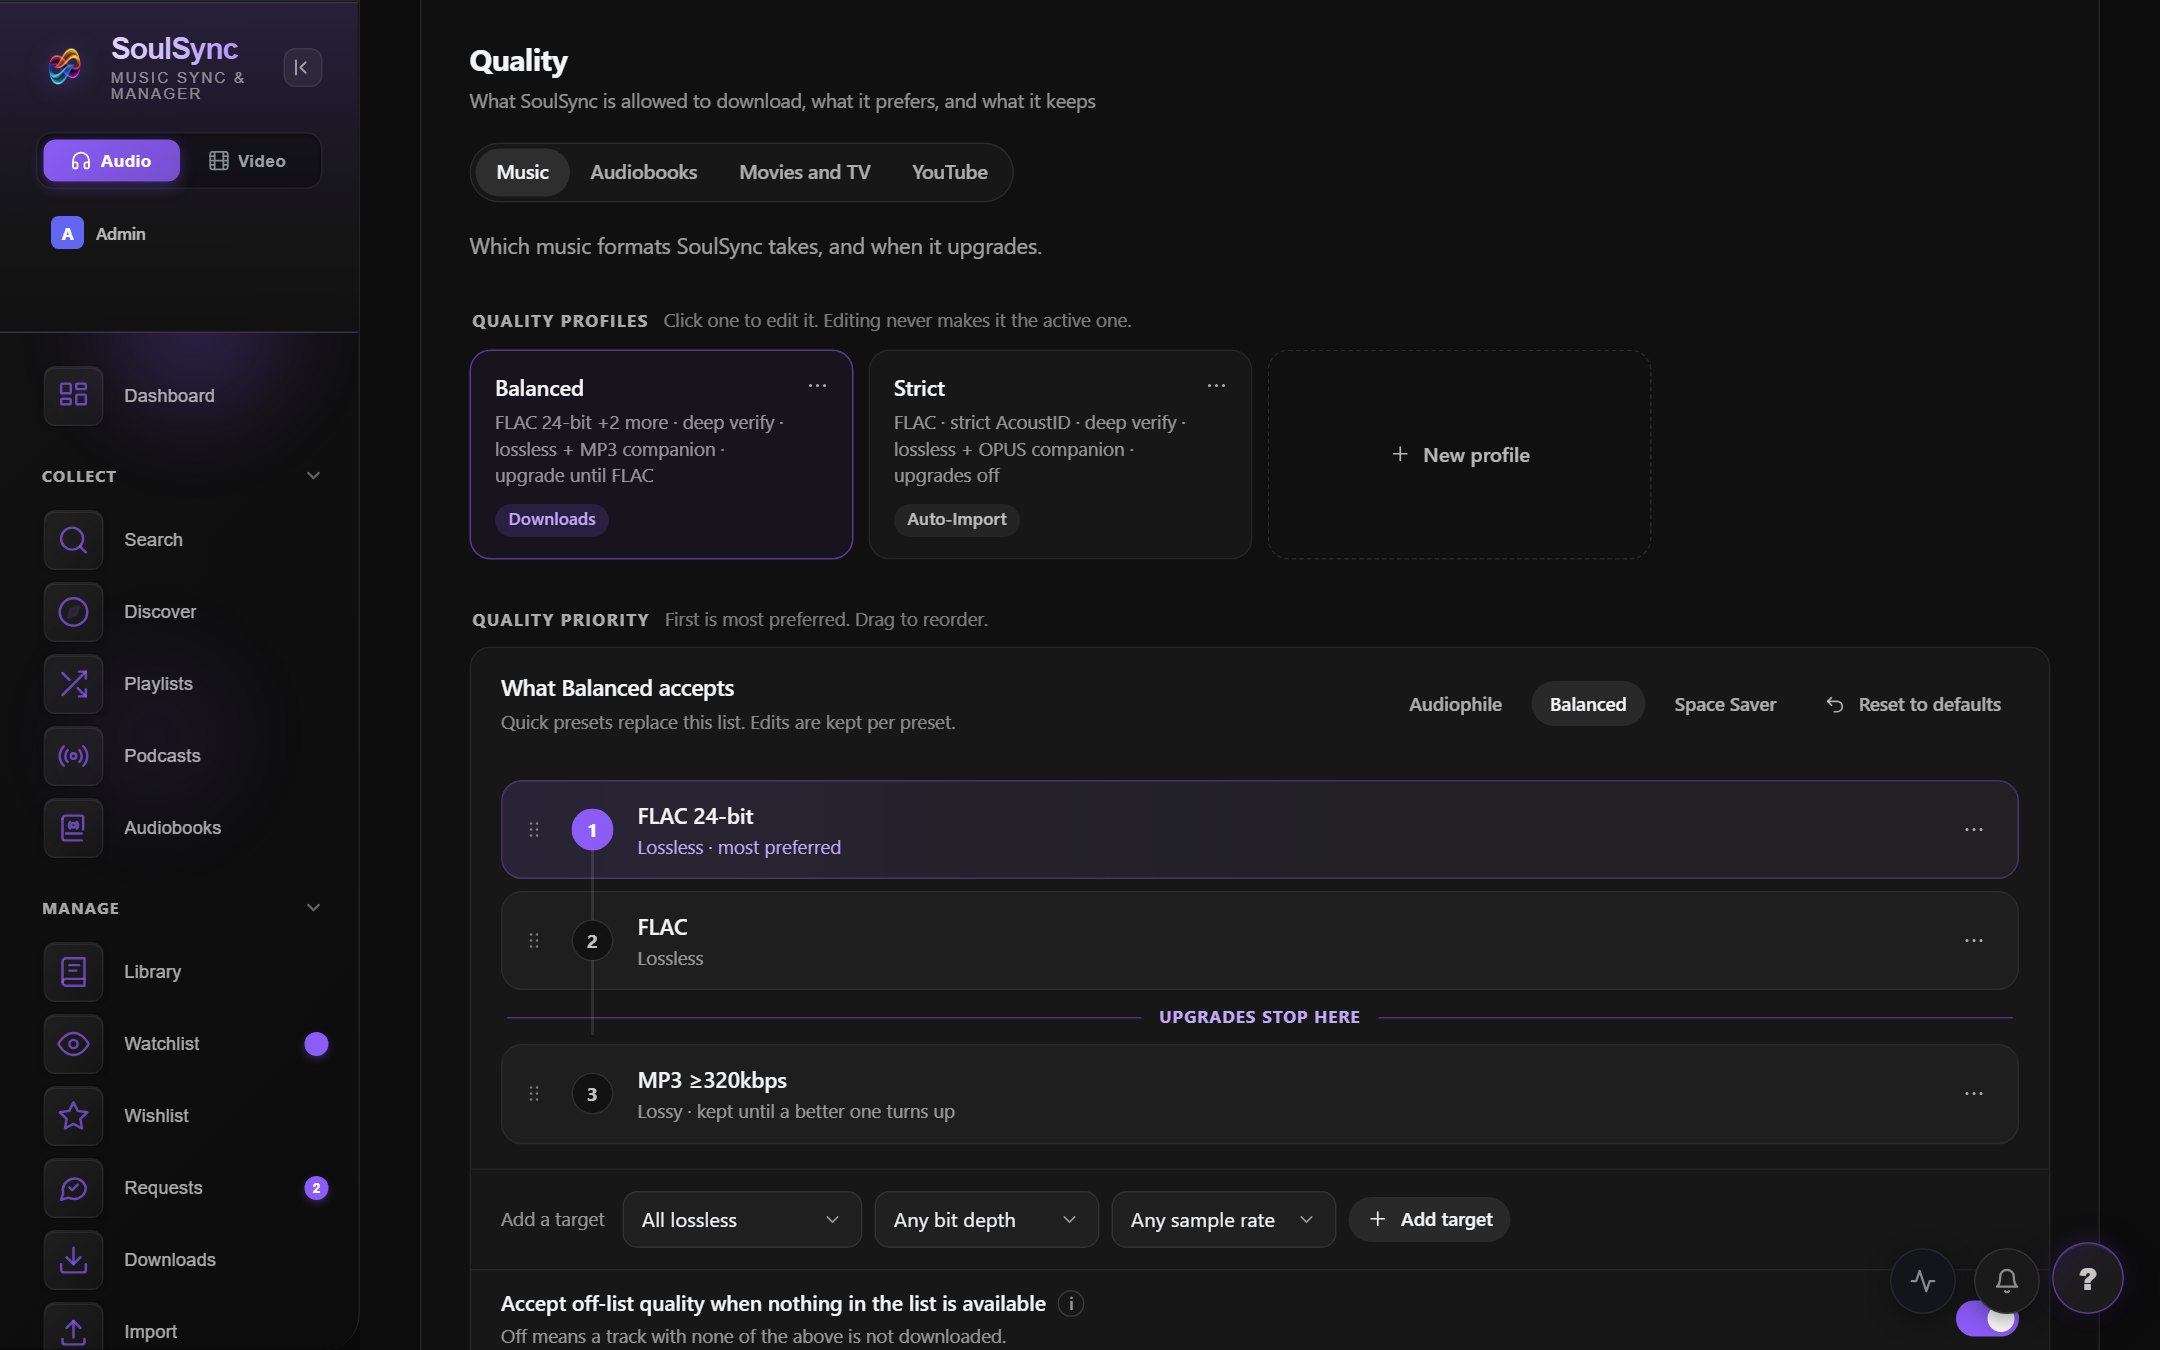 SoulSync
MUSIC SYNC &
MANAGER
Audio
Video
A
Admin
Dashboard
COLLECT
Search
Discover
Playlists
Podcasts
Audiobooks
MANAGE
Library
Watchlist
Wishlist
Requests
2
Downloads
Import
Quality
What SoulSync is allowed to download, what it prefers, and what it keeps
Music
Audiobooks
Movies and TV
YouTube
Which music formats SoulSync takes, and when it upgrades.
QUALITY PROFILES Click one to edit it. Editing never makes it the active one.
Balanced
FLAC 24-bit +2 more · deep verify ·
lossless + MP3 companion ·
upgrade until FLAC
Downloads
Strict
FLAC · strict AcoustID · deep verify ·
lossless + OPUS companion ·
upgrades off
Auto-Import
+ New profile
QUALITY PRIORITY First is most preferred. Drag to reorder.
What Balanced accepts
Quick presets replace this list. Edits are kept per preset.
Audiophile
Balanced
Space Saver
Reset to defaults
1
FLAC 24-bit
Lossless · most preferred
2
FLAC
Lossless
UPGRADES STOP HERE
3
MP3 ≥320kbps
Lossy · kept until a better one turns up
Add a target
All lossless
Any bit depth
Any sample rate
+ Add target
Accept off-list quality when nothing in the list is available
i
Off means a track with none of the above is not downloaded.
?